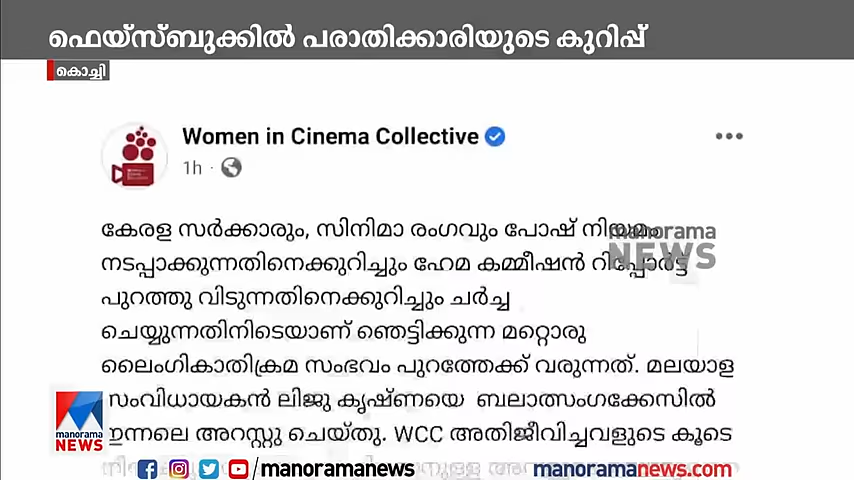 ഫെയ്സ്ബുക്കിൽ പരാതിക്കാരിയുടെ കുറിപ്പ്
കൊച്ചി
Women in Cinema Collective
1h ·
കേരള സർക്കാരും, സിനിമാ രംഗവും പോഷ് നിയമം
manorama
NEWS
നടപ്പാക്കുന്നതിനെക്കുറിച്ചും ഹേമ കമ്മീഷൻ റിപ്പോർട്ട്
പുറത്തു വിടുന്നതിനെക്കുറിച്ചും ചർച്ച
ചെയ്യുന്നതിനിടെയാണ് ഞെട്ടിക്കുന്ന മറ്റൊരു
ലൈംഗികാതിക്രമ സംഭവം പുറത്തേക്ക് വരുന്നത്. മലയാള
സംവിധായകൻ ലിജു കൃഷ്ണയെ ബലാത്സംഗക്കേസിൽ
ഇന്നലെ അറസ്റ്റു ചെയ്തു. WCC അതിജീവിച്ചവളുടെ കൂടെ
manorama
NEWS
/manoramanews
manoramanews.com